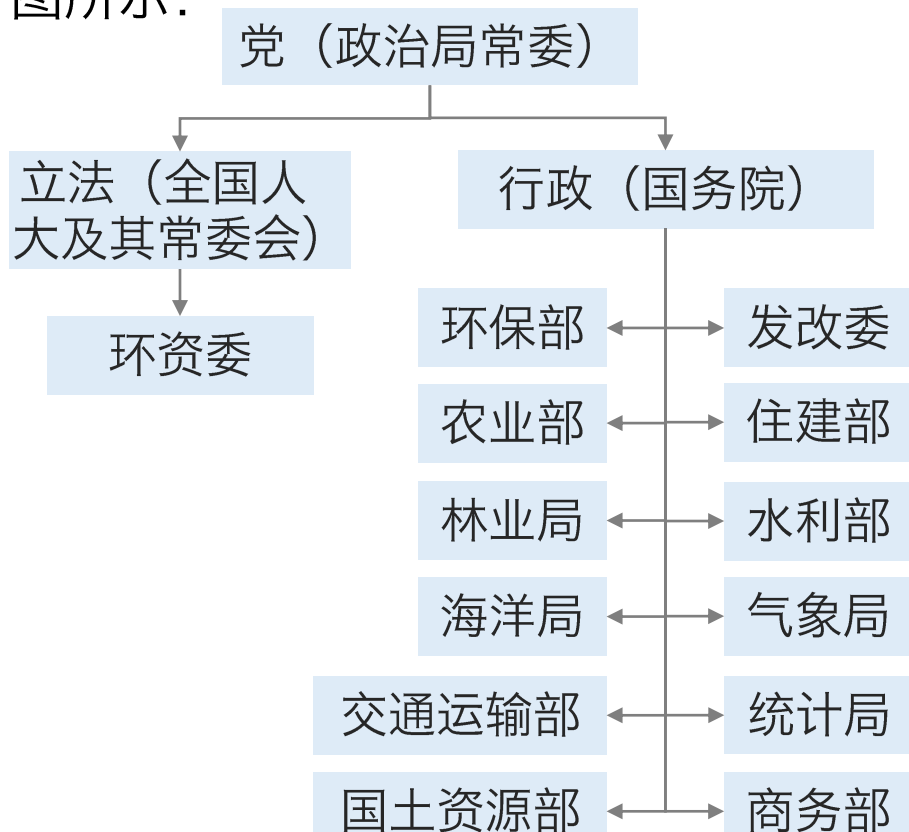 图所示：
党（政治局常委）
立法（全国人
大及其常委会）
行政（国务院）
环资委
环保部
发改委
农业部
住建部
林业局
水利部
海洋局
气象局
交通运输部
统计局
国土资源部
商务部